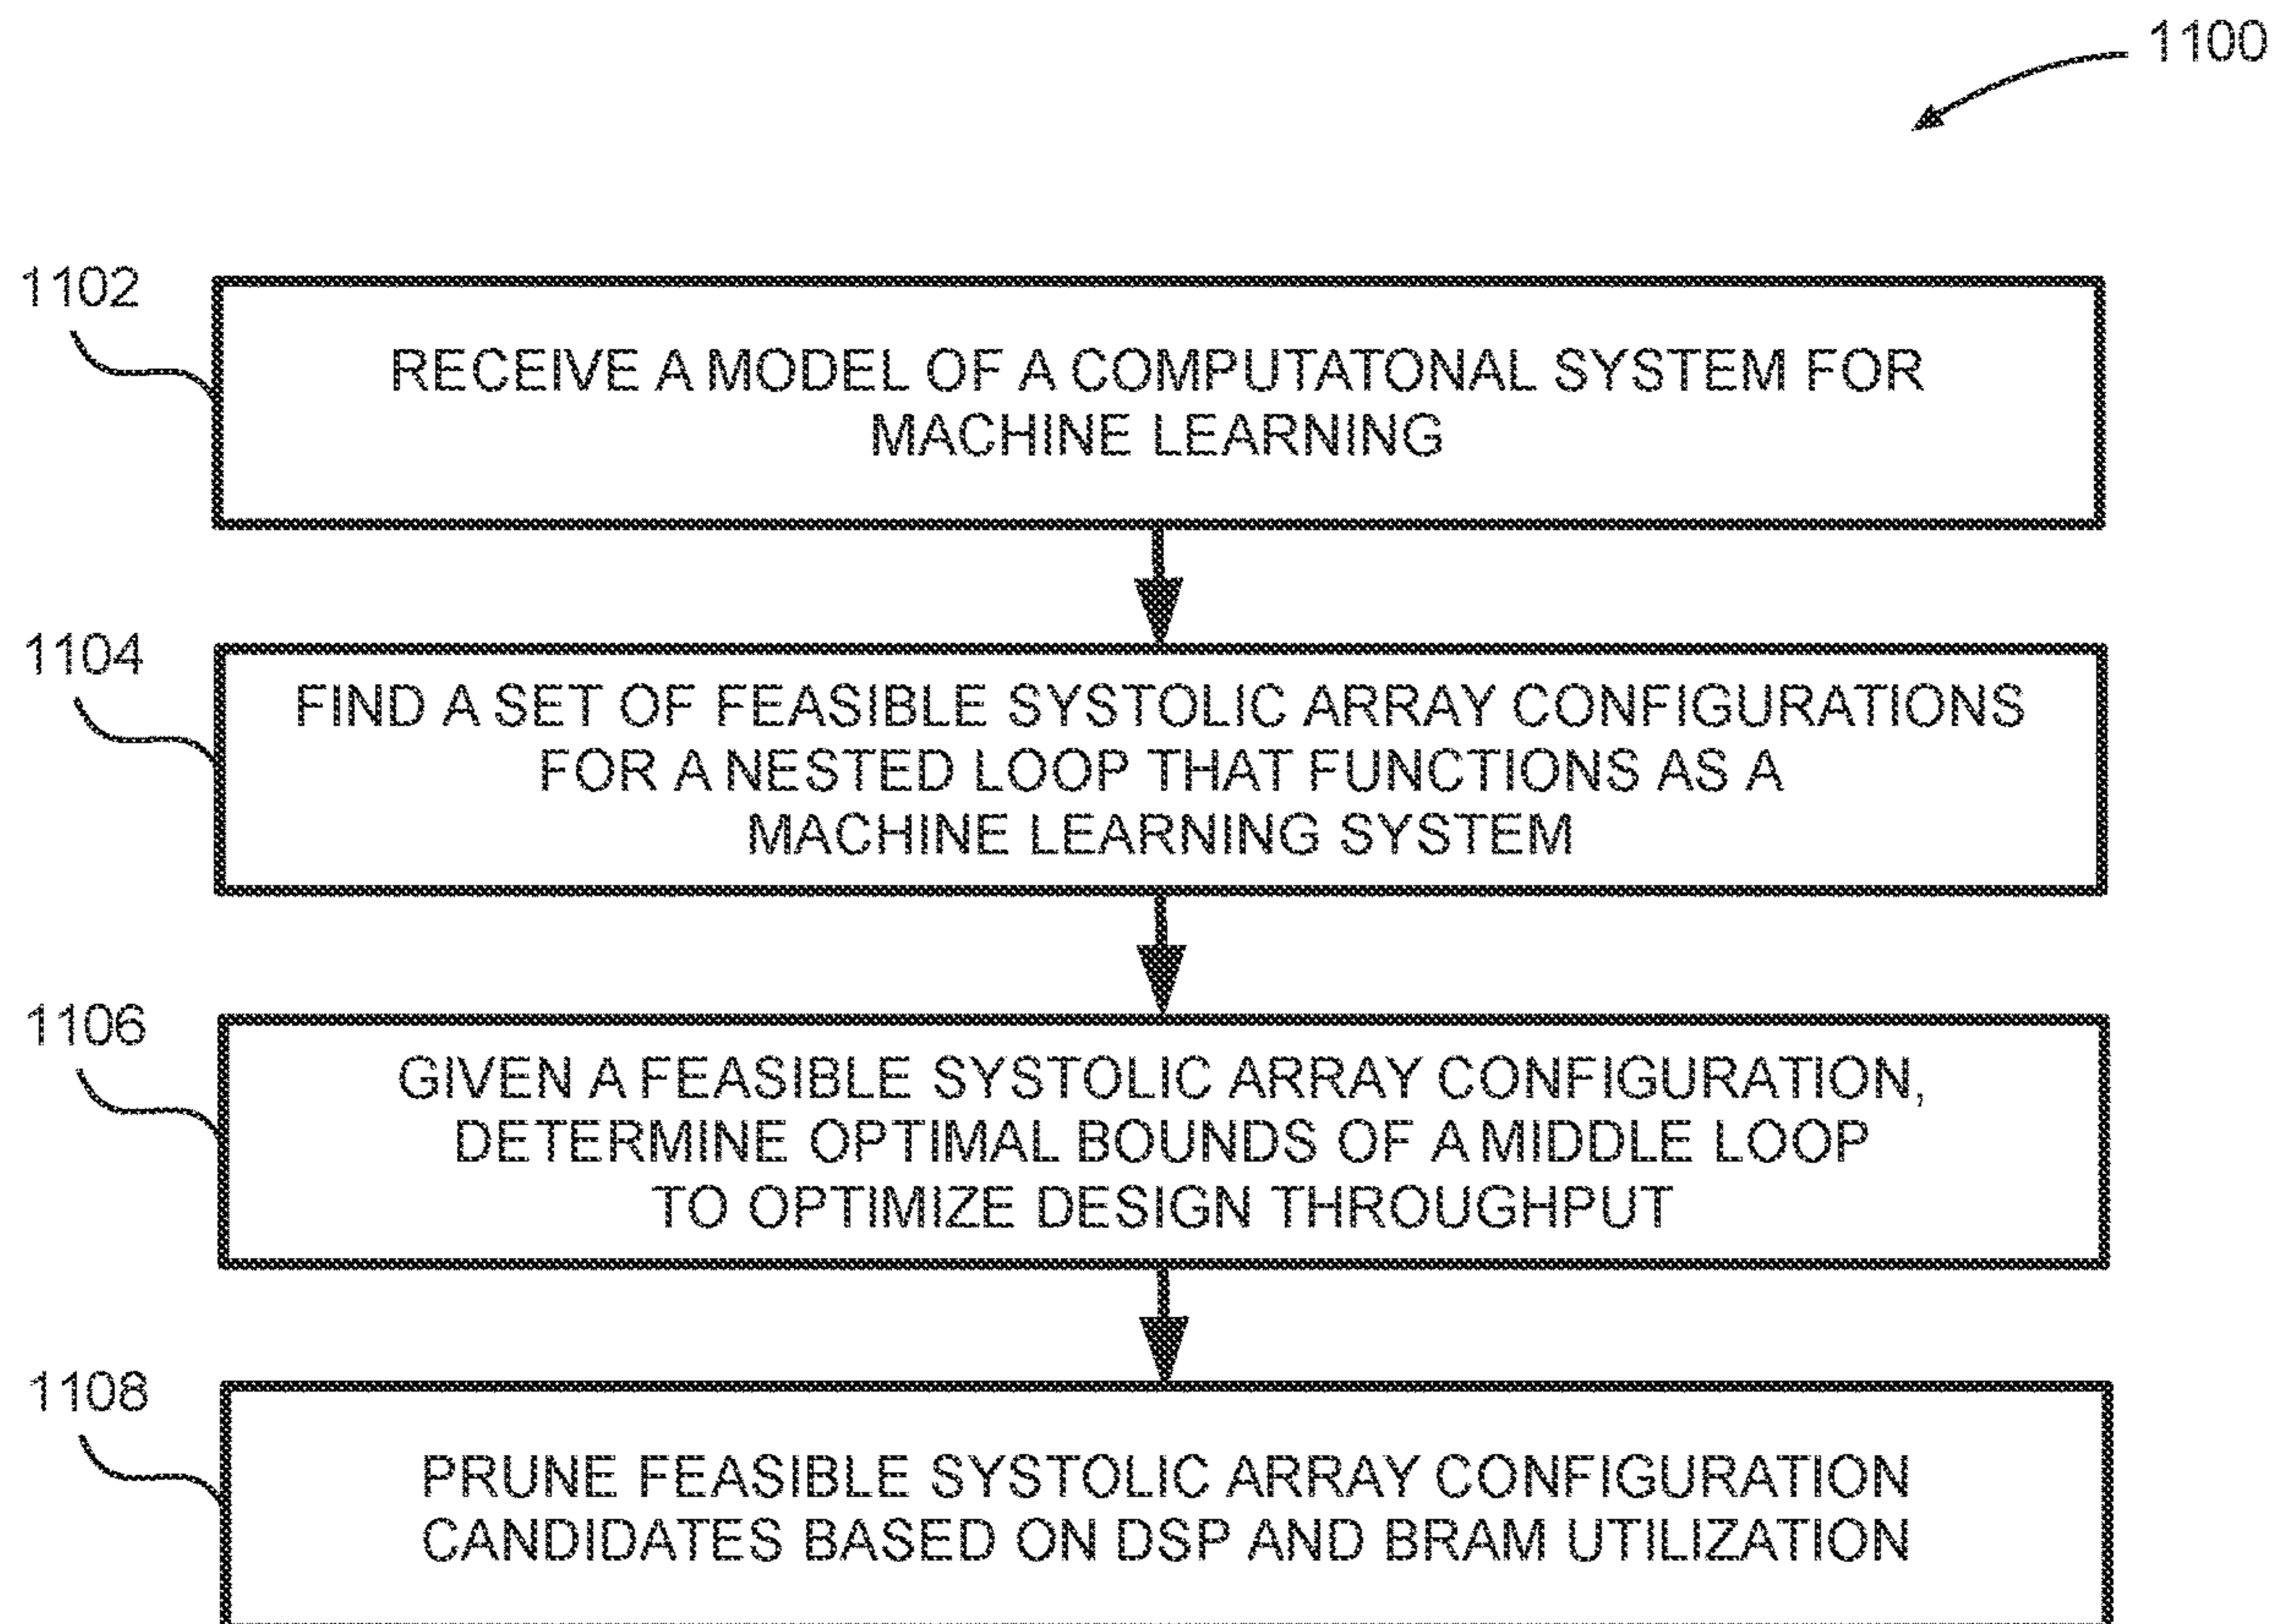 1100
1102
RECEIVE A MODEL OF A COMPUTATONAL SYSTEM FOR
MACHINE LEARNING
1104
FIND A SET OF FEASIBLE SYSTOLIC ARRAY CONFIGURATIONS
FOR A NESTED LOOP THAT FUNCTIONS AS A
MACHINE LEARNING SYSTEM
1106
GIVEN A FEASIBLE SYSTOLIC ARRAY CONFIGURATION,
DETERMINE OPTIMAL BOUNDS OF A MIDDLE LOOP
TO OPTIMIZE DESIGN THROUGHPUT
1108
PRUNE FEASIBLE SYSTOLIC ARRAY CONFIGURATION
CANDIDATES BASED ON DSP AND BRAM UTILIZATION